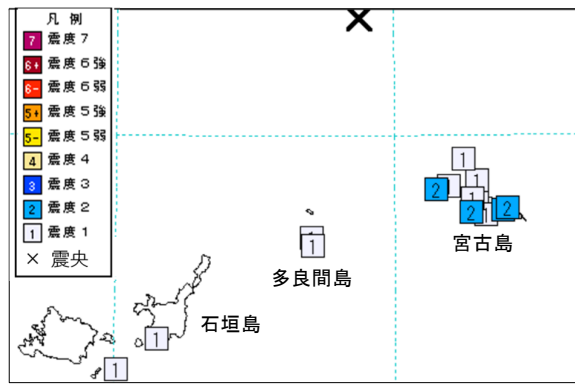 凡 例
7 震度7
6+ 震度6強
6- 震度6弱
5+ 震度5強
5- 震度5弱
4 震度4
3 震度3
2 震度2
1 震度1
× 震央
1
1
2
1
2
2
1
宮古島
1
多良間島
石垣島
1
1